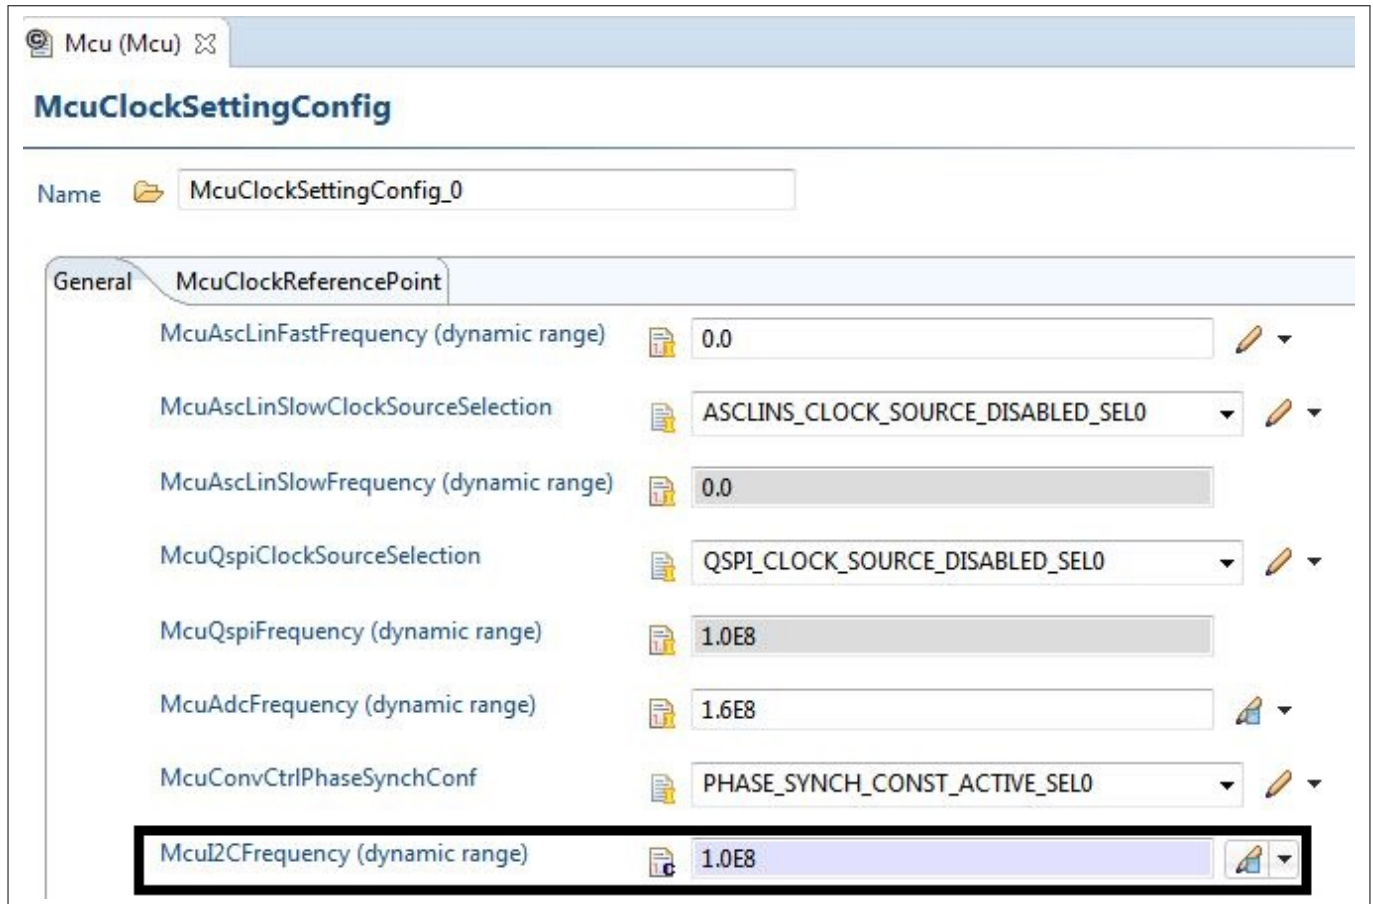 Mcu (Mcu)
McuClockSettingConfig
Name McuClockSettingConfig_0
General McuClockReferencePoint
McuAscLinFastFrequency (dynamic range) 0.0
McuAscLinSlowClockSourceSelection ASCLINS_CLOCK_SOURCE_DISABLED_SEL0
McuAscLinSlowFrequency (dynamic range) 0.0
McuQspiClockSourceSelection QSPI_CLOCK_SOURCE_DISABLED_SEL0
McuQspiFrequency (dynamic range) 1.0E8
McuAdcFrequency (dynamic range) 1.6E8
McuConvCtrlPhaseSynchConf PHASE_SYNCH_CONST_ACTIVE_SEL0
McuI2CFrequency (dynamic range) 1.0E8